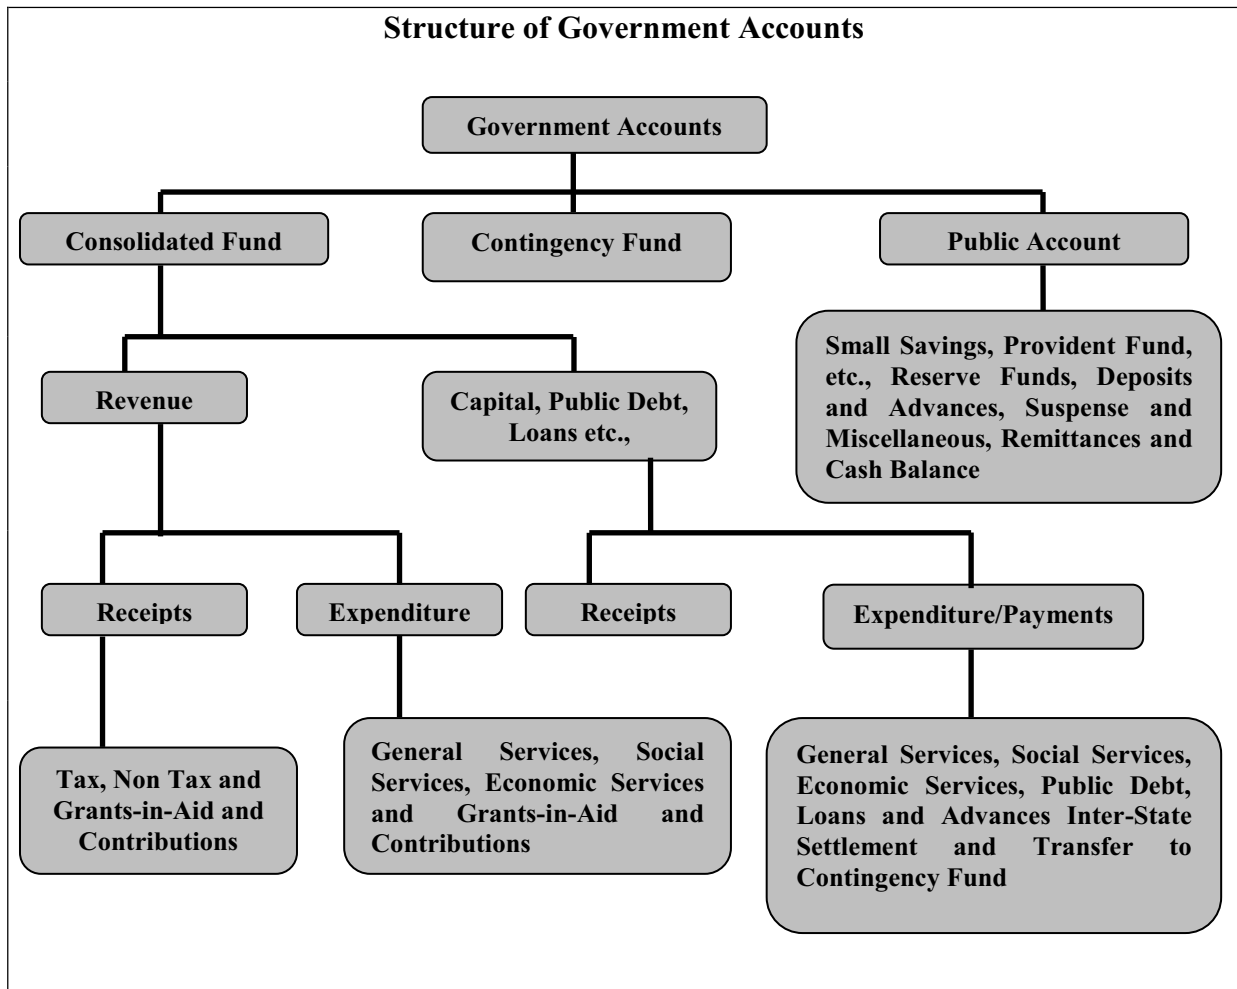 Structure of Government Accounts
Government Accounts
Consolidated Fund
Contingency Fund
Public Account
Small Savings, Provident Fund,
etc., Reserve Funds, Deposits
and Advances, Suspense and
Miscellaneous, Remittances and
Cash Balance
Revenue
Capital, Public Debt,
Loans etc.,
Receipts
Expenditure
Receipts
Expenditure/Payments
Tax, Non Tax and
Grants-in-Aid and
Contributions
General Services, Social
Services, Economic Services
and Grants-in-Aid and
Contributions
General Services, Social Services,
Economic Services, Public Debt,
Loans and Advances Inter-State
Settlement and Transfer to
Contingency Fund